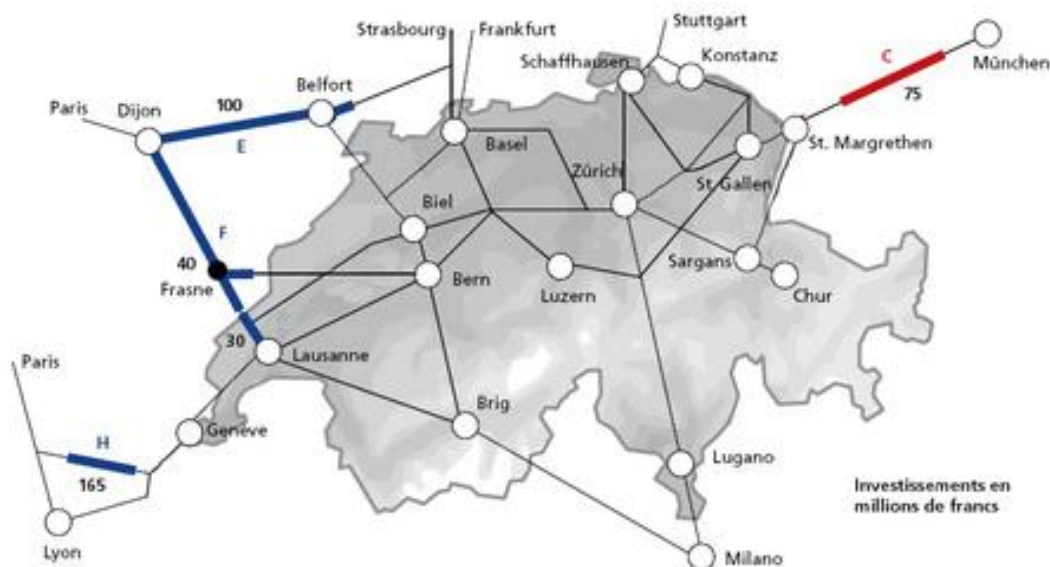 Stuttgart
Strasbourg
Frankfurt
Konstanz
C
Schaffhausen
München
Belfort
75
Paris
Dijon
100
E
Basel
St. Margrethen
Zürich
St. Gallen
Biel
F
40
Frasne
Bern
Luzern
Sargans
Chur
30
Lausanne
Paris
Brig
Genève
H
Lugano
165
Investissements en
millions de francs
Lyon
Milano